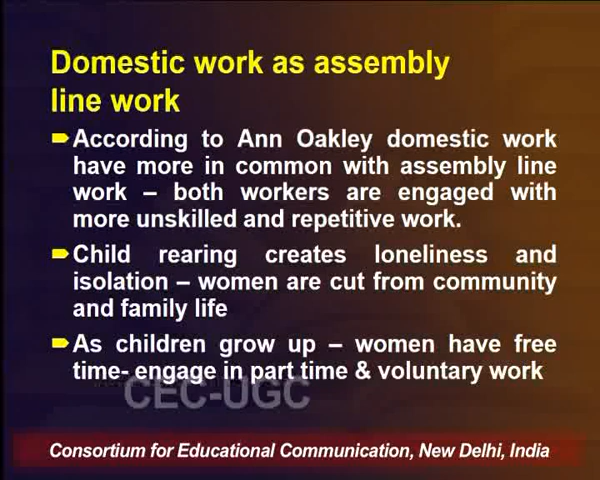 Domestic work as assembly
line work
According to Ann Oakley domestic work
have more in common with assembly line
work – both workers are engaged with
more unskilled and repetitive work.
Child rearing creates loneliness and
isolation – women are cut from community
and family life
As children grow up – women have free
time- engage in part time & voluntary work
CEC-UGC
Consortium for Educational Communication, New Delhi, India